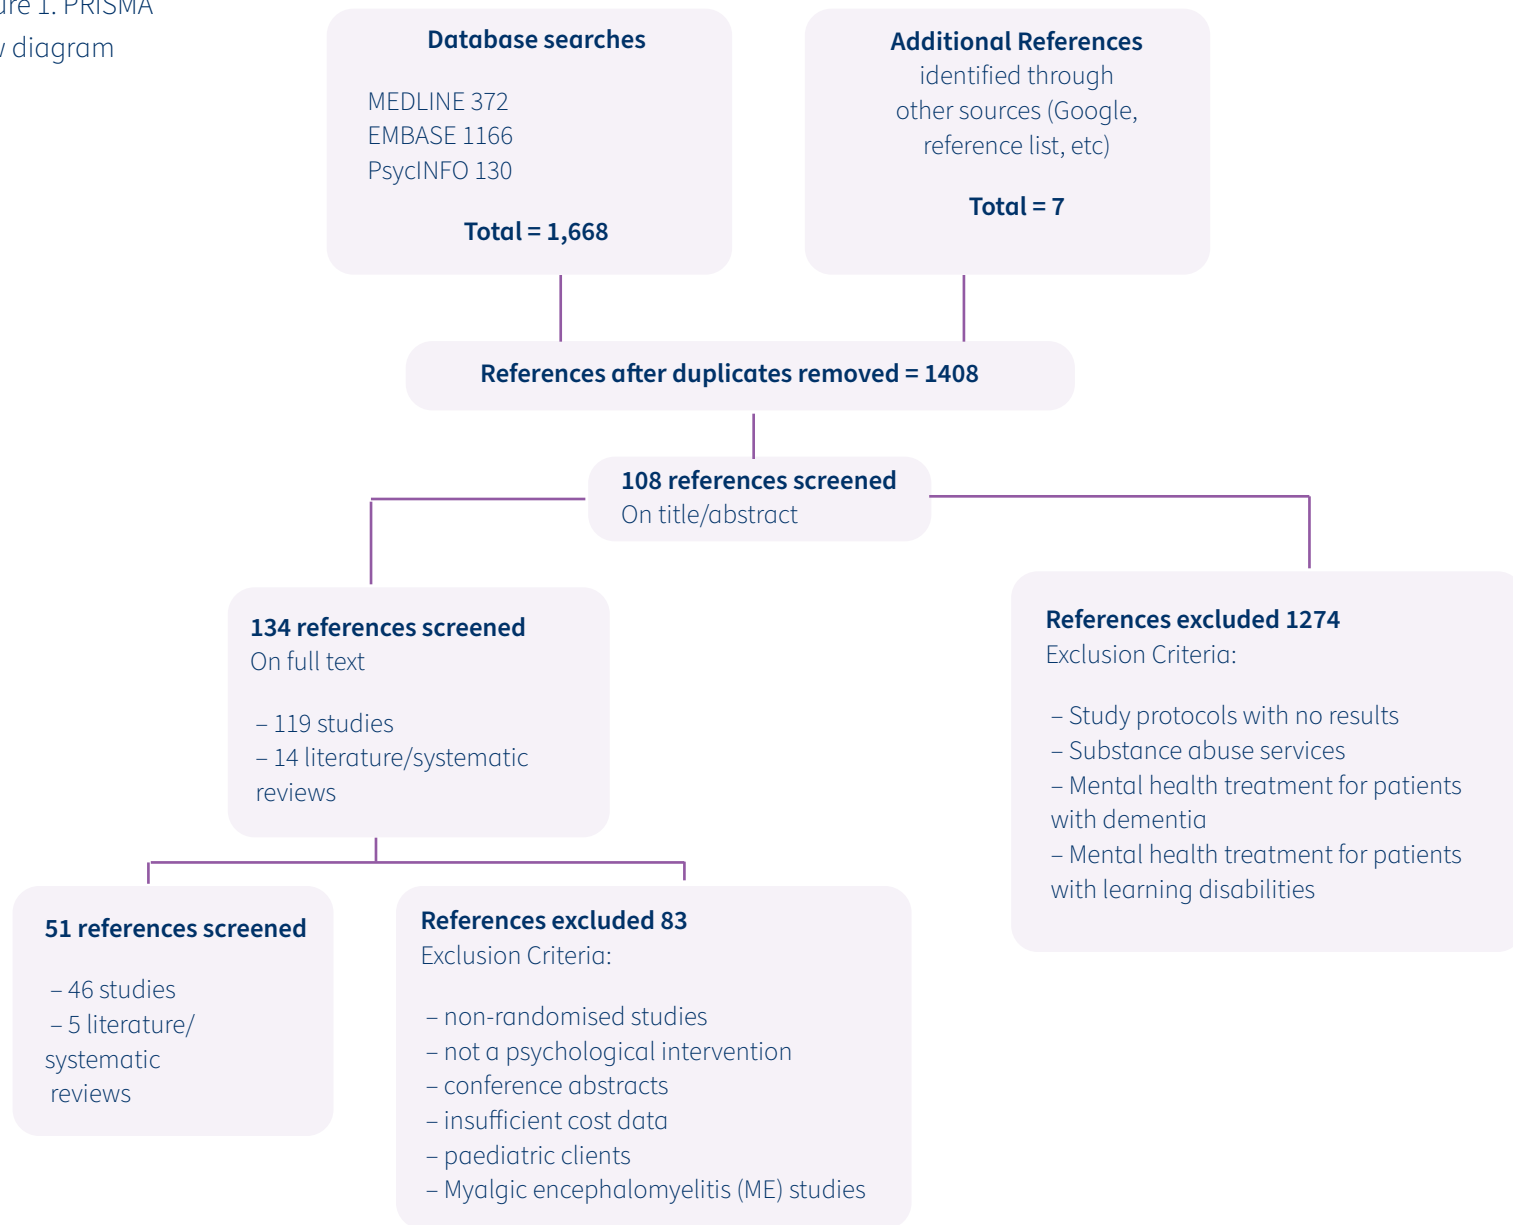 ure 1. PRISMA
diagram
Database searches
MEDLINE 372
EMBASE 1166
PsycINFO 130
Total = 1,668
Additional References
identified through
other sources (Google,
reference list, etc)
Total = 7
References after duplicates removed = 1408
108 references screened
On title/abstract
134 references screened
On full text
– 119 studies
– 14 literature/systematic
reviews
References excluded 1274
Exclusion Criteria:
– Study protocols with no results
– Substance abuse services
– Mental health treatment for patients
with dementia
– Mental health treatment for patients
with learning disabilities
51 references screened
– 46 studies
– 5 literature/
systematic
reviews
References excluded 83
Exclusion Criteria:
– non-randomised studies
– not a psychological intervention
– conference abstracts
– insufficient cost data
– paediatric clients
– Myalgic encephalomyelitis (ME) studies